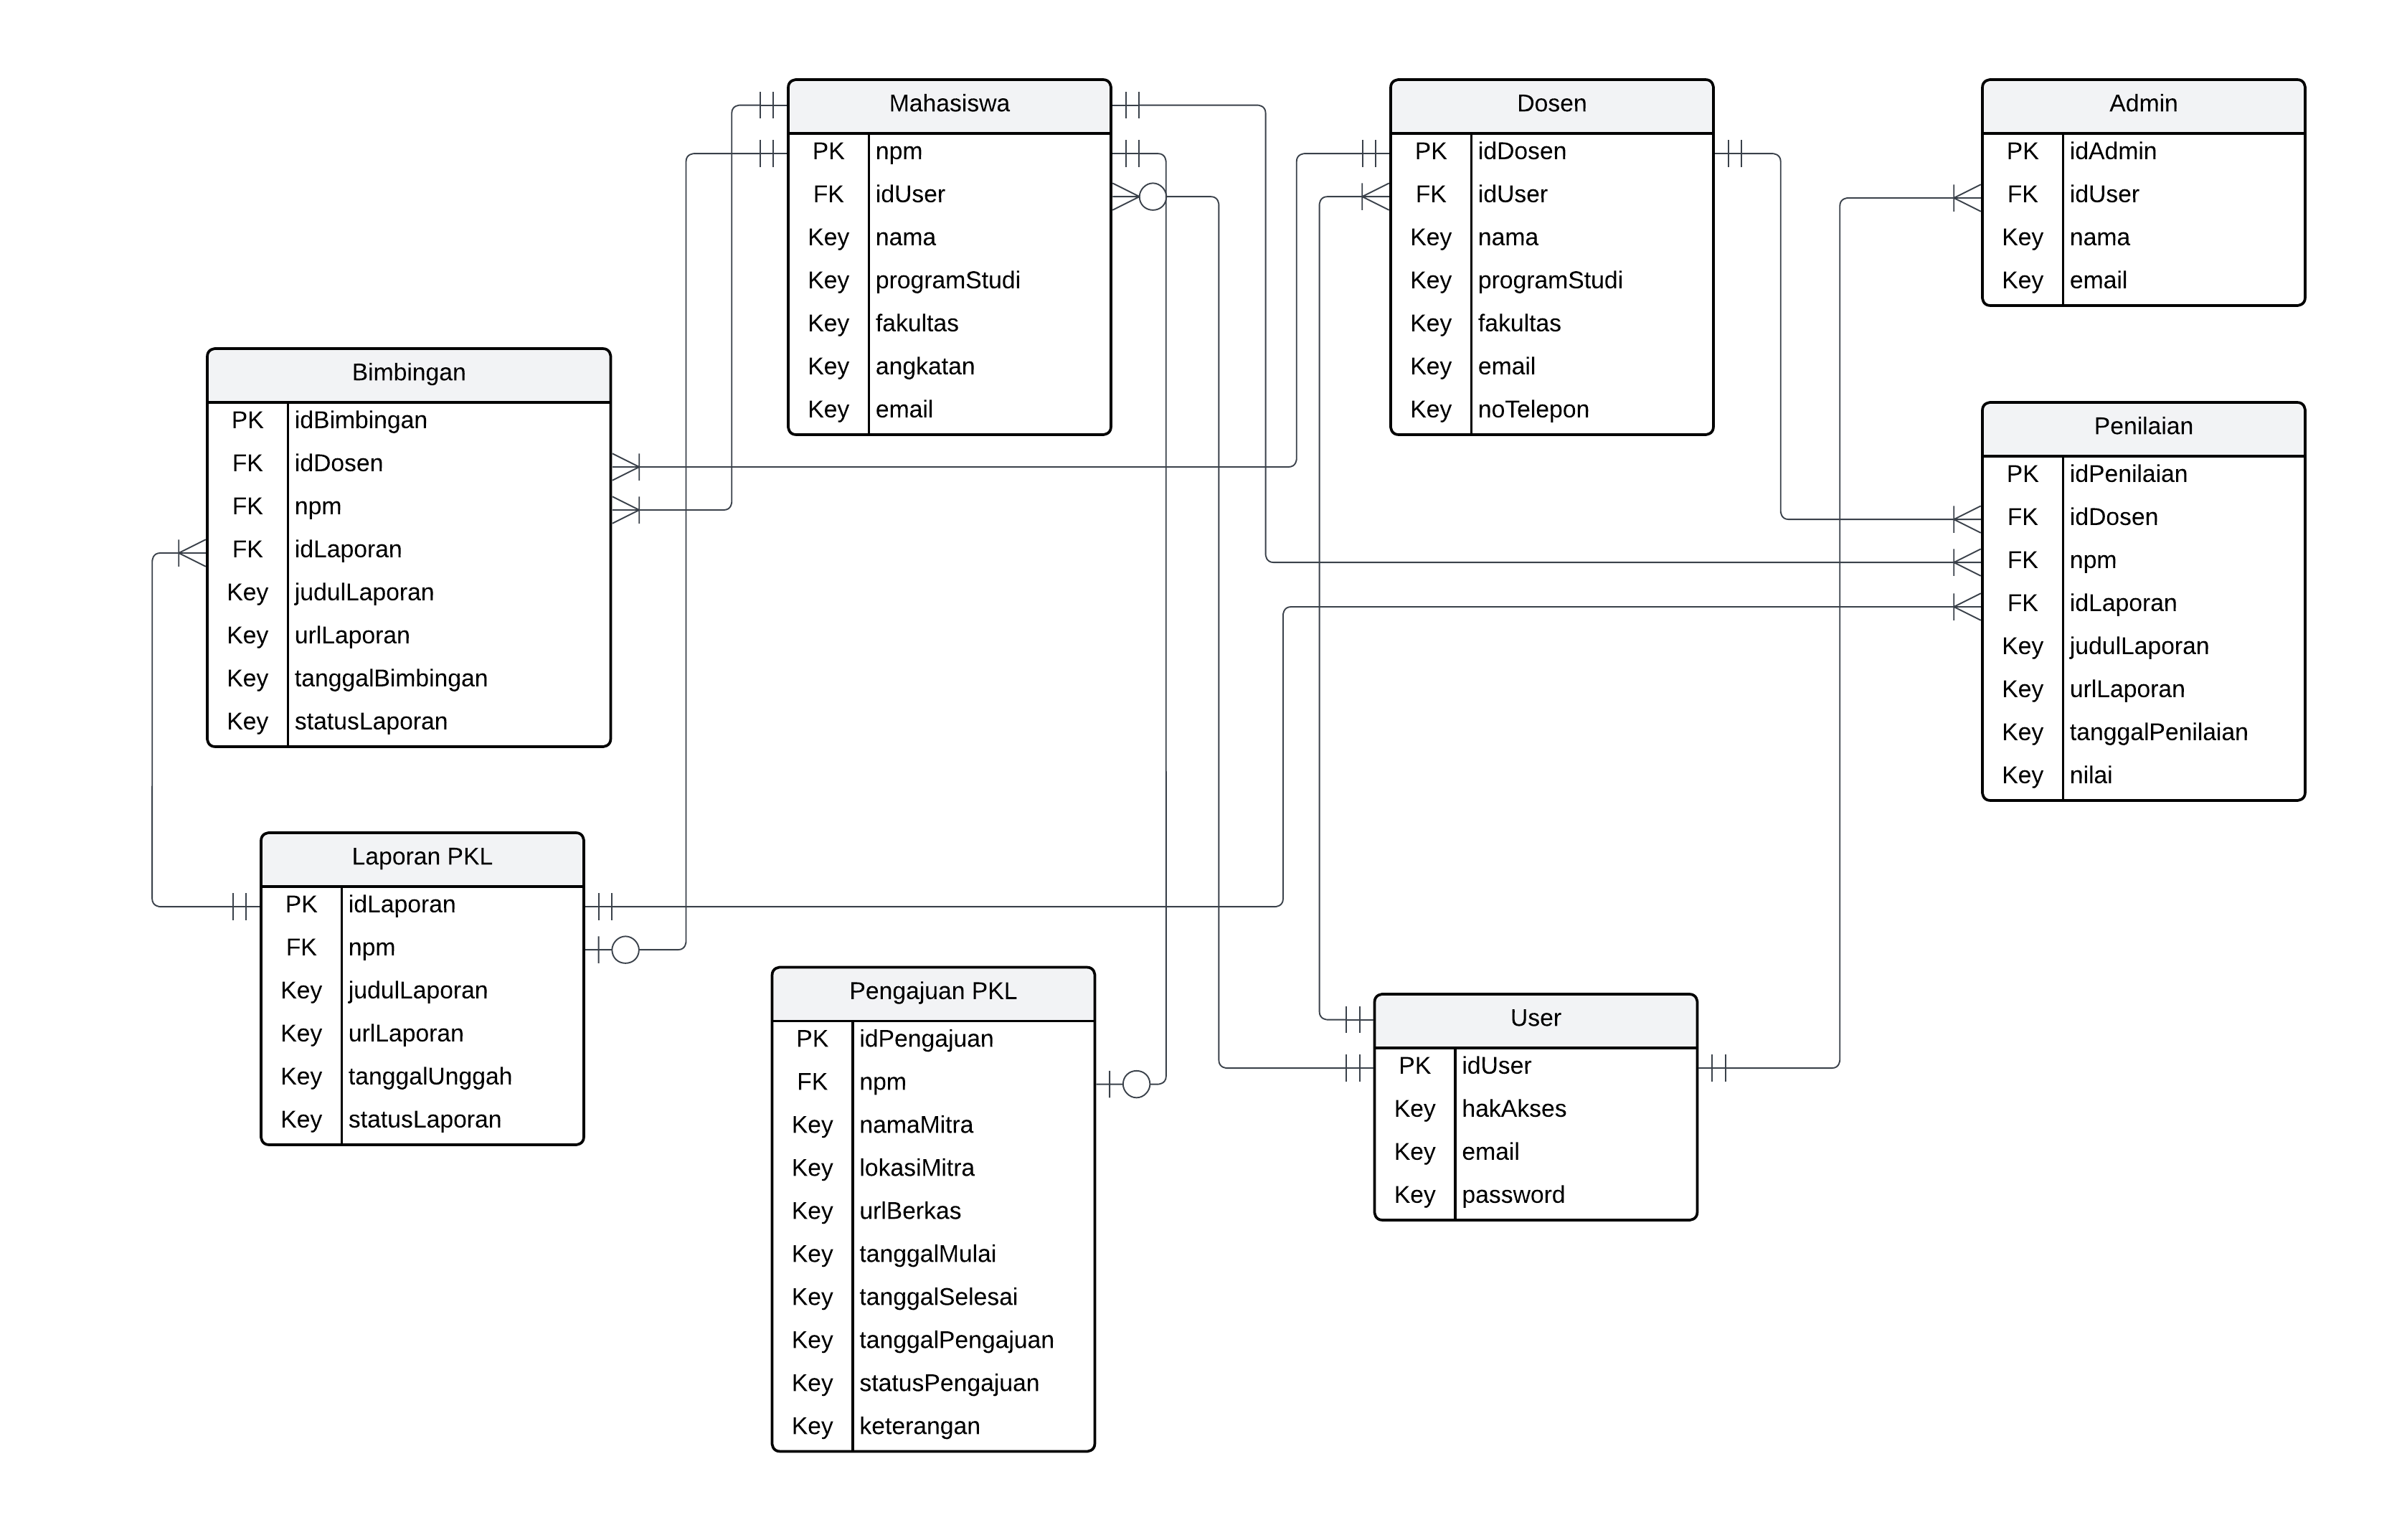 Mahasiswa
PK npm
FK idUser
Key nama
Key programStudi
Key fakultas
Key angkatan
Key email
Dosen
PK idDosen
FK idUser
Key nama
Key programStudi
Key fakultas
Key email
Key noTelepon
Admin
PK idAdmin
FK idUser
Key nama
Key email
Bimbingan
PK idBimbingan
FK idDosen
FK npm
FK idLaporan
Key judulLaporan
Key urlLaporan
Key tanggalBimbingan
Key statusLaporan
Penilaian
PK idPenilaian
FK idDosen
FK npm
FK idLaporan
Key judulLaporan
Key urlLaporan
Key tanggalPenilaian
Key nilai
Laporan PKL
PK idLaporan
FK npm
Key judulLaporan
Key urlLaporan
Key tanggalUnggah
Key statusLaporan
Pengajuan PKL
PK idPengajuan
FK npm
Key namaMitra
Key lokasiMitra
Key urlBerkas
Key tanggalMulai
Key tanggalSelesai
Key tanggalPengajuan
Key statusPengajuan
Key keterangan
User
PK idUser
Key hakAkses
Key email
Key password